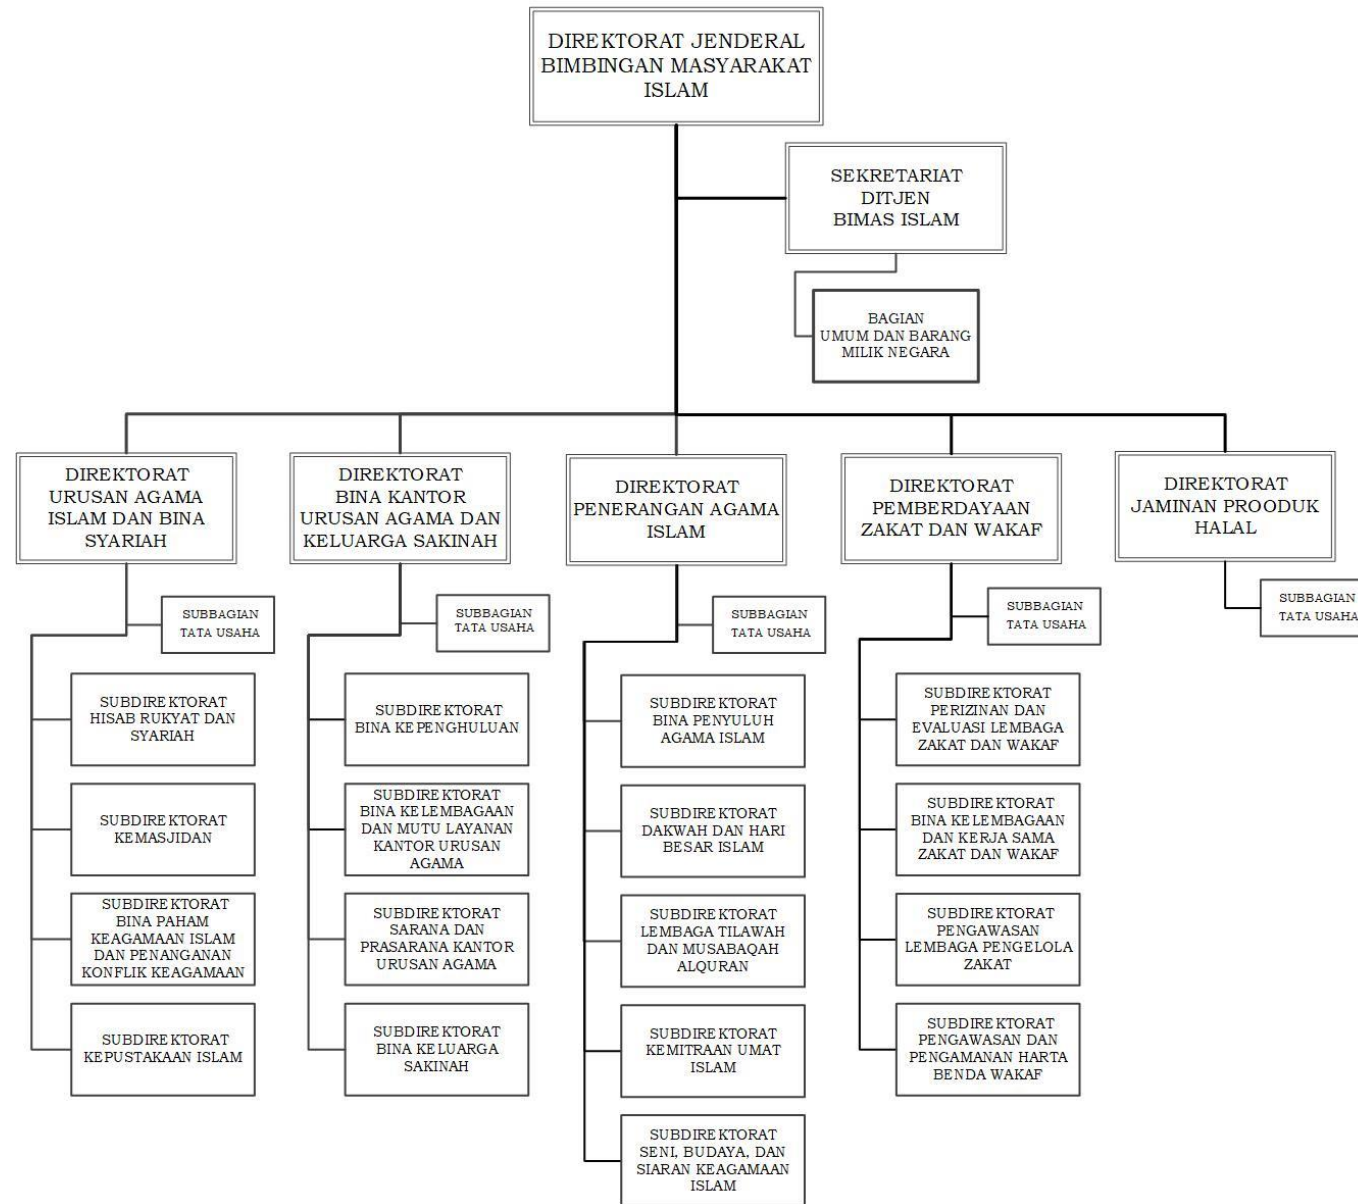 DIREKTORAT JENDERAL
BIMBINGAN MASYARAKAT
ISLAM
SEKRETARIAT
DITJEN
BIMAS ISLAM
BAGIAN
UMUM DAN BARANG
MILIK NEGARA
DIREKTORAT
URUSAN AGAMA
ISLAM DAN BINA
SYARIAH
SUBBAGIAN
TATA USAHA
SUBDIREKTORAT
HISAB RUKYAT DAN
SYARIAH
SUBDIREKTORAT
KEMASJIDAN
SUBDIREKTORAT
BINA PAHAM
KEAGAMAAN ISLAM
DAN PENANGANAN
KONFLIK KEAGAMAAN
SUBDIREKTORAT
KEPUSTAKAAN ISLAM
DIREKTORAT
BINA KANTOR
URUSAN AGAMA DAN
KELUARGA SAKINAH
SUBBAGIAN
TATA USAHA
SUBDIREKTORAT
BINA KEPENGHULUAN
SUBDIREKTORAT
BINA KELEMBAGAAN
DAN MUTU LAYANAN
KANTOR URUSAN
AGAMA
SUBDIREKTORAT
SARANA DAN
PRASARANA KANTOR
URUSAN AGAMA
SUBDIREKTORAT
BINA KELUARGA
SAKINAH
DIREKTORAT
PENERANGAN AGAMA
ISLAM
SUBBAGIAN
TATA USAHA
SUBDIREKTORAT
BINA PENYULUH
AGAMA ISLAM
SUBDIREKTORAT
DAKWAH DAN HARI
BESAR ISLAM
SUBDIREKTORAT
LEMBAGA TILAWAH
DAN MUSABAQAH
ALQURAN
SUBDIREKTORAT
KEMITRAAN UMAT
ISLAM
SUBDIREKTORAT
SENI, BUDAYA, DAN
SIARAN KEAGAMAAN
ISLAM
DIREKTORAT
PEMBERDAYAAN
ZAKAT DAN WAKAF
SUBBAGIAN
TATA USAHA
SUBDIREKTORAT
PERIZINAN DAN
EVALUASI LEMBAGA
ZAKAT DAN WAKAF
SUBDIREKTORAT
BINA KELEMBAGAAN
DAN KERJA SAMA
ZAKAT DAN WAKAF
SUBDIREKTORAT
PENGAWASAN
LEMBAGA PENGELOLA
ZAKAT
SUBDIREKTORAT
PENGAWASAN DAN
PENGAMANAN HARTA
BENDA WAKAF
DIREKTORAT
JAMINAN PROODUK
HALAL
SUBBAGIAN
TATA USAHA